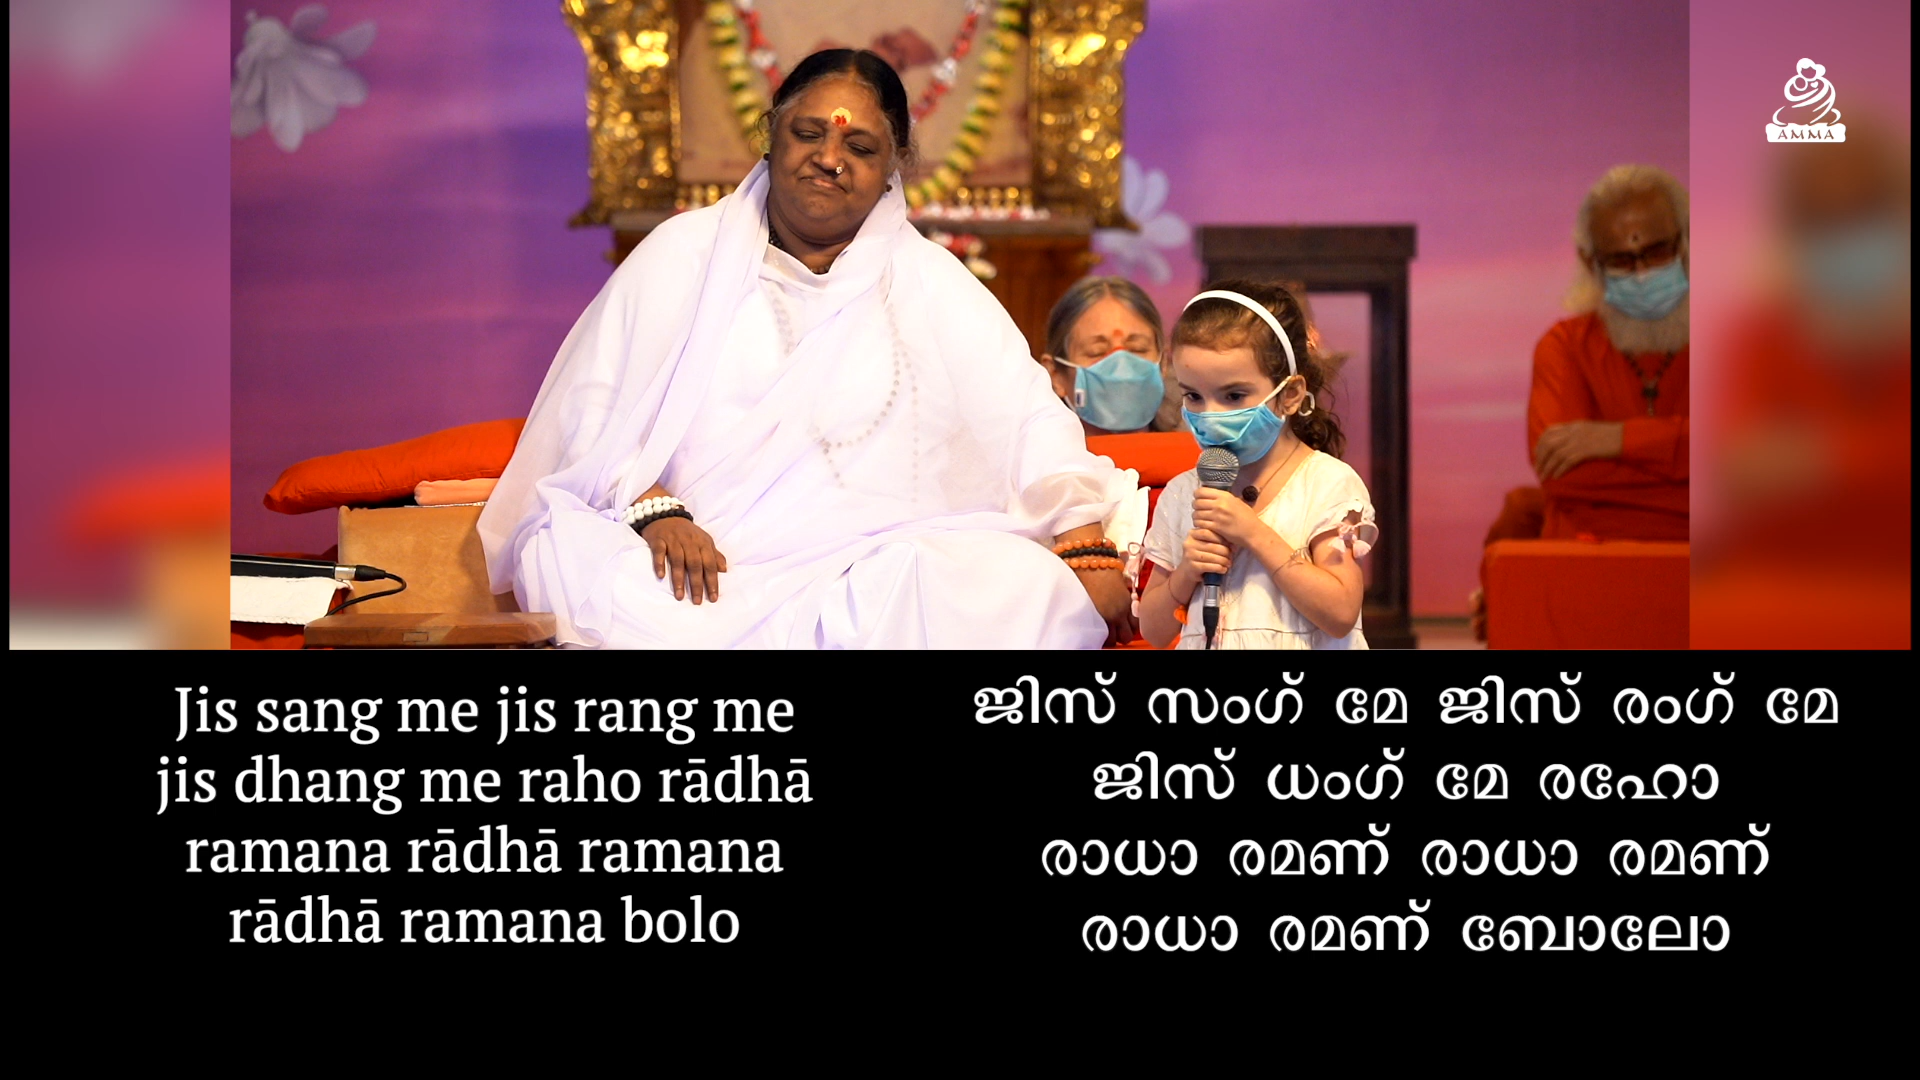 AMMA
Jis sang me jis rang me
jis dhang me raho rādhā
ramana rādhā ramana
rādhā ramana bolo
ജിസ് സംഗ് മേ ജിസ് രംഗ് മേ
ജിസ് ധംഗ് മേ രഹോ
രാധാ രമണ് രാധാ രമണ്
രാധാ രമണ് ബോലോ